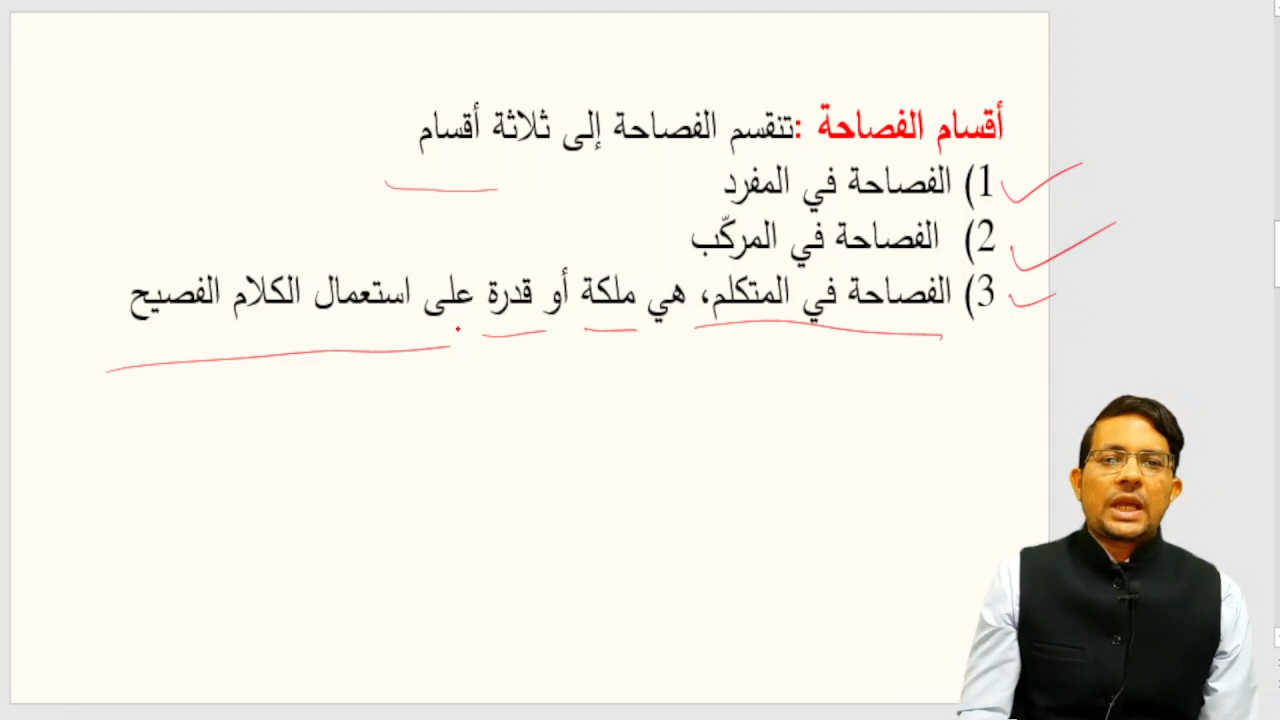 أقسام الفصاحة :تنقسم الفصاحة إلى ثلاثة أقسام
1) الفصاحة في المفرد
2) الفصاحة في المركّب
3) الفصاحة في المتكلم، هي ملكة أو قدرة على استعمال الكلام الفصيح